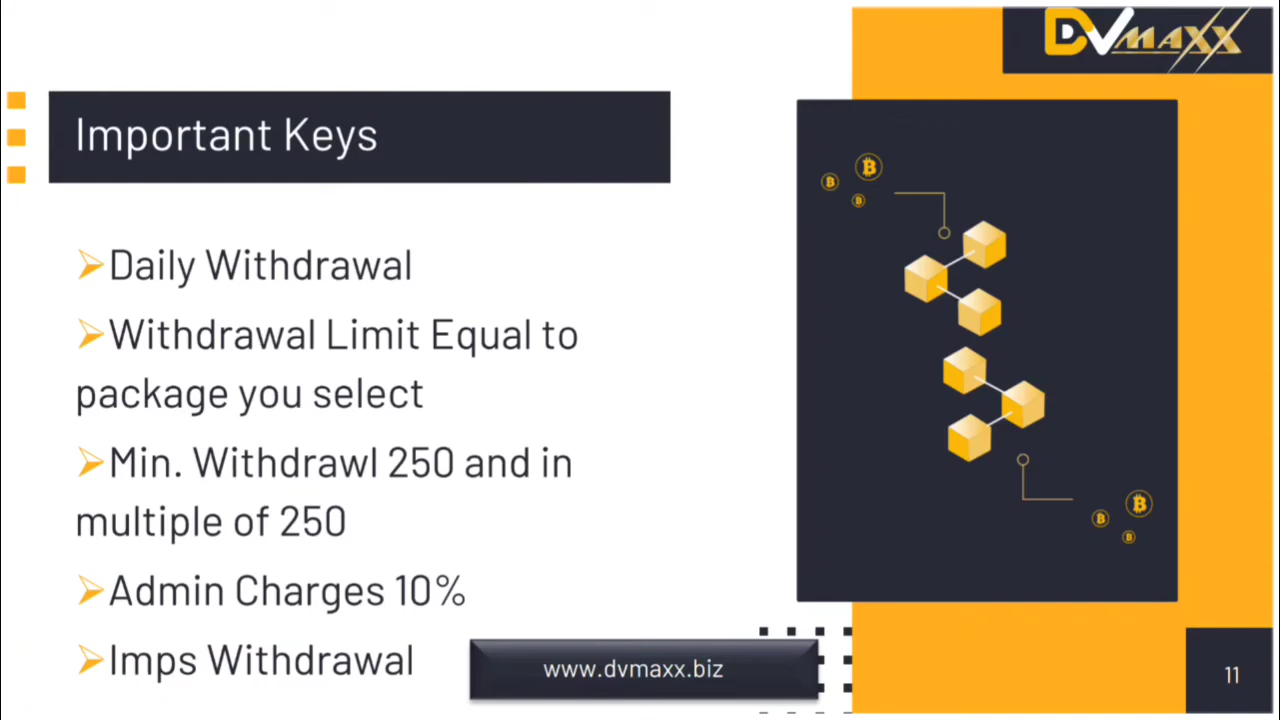 DVMAXX
Important Keys
➢Daily Withdrawal
➢Withdrawal Limit Equal to
package you select
➢Min. Withdrawl 250 and in
multiple of 250
➢Admin Charges 10%
➢Imps Withdrawal
www.dvmaxx.biz
11